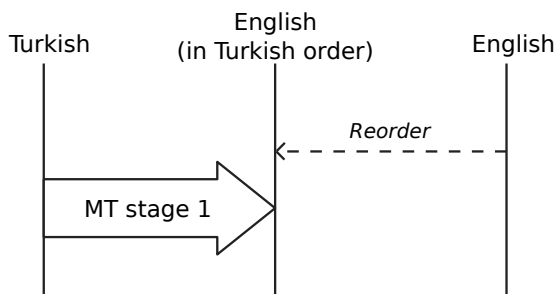 Turkish
English
(in Turkish order)
English
Reorder
MT stage 1